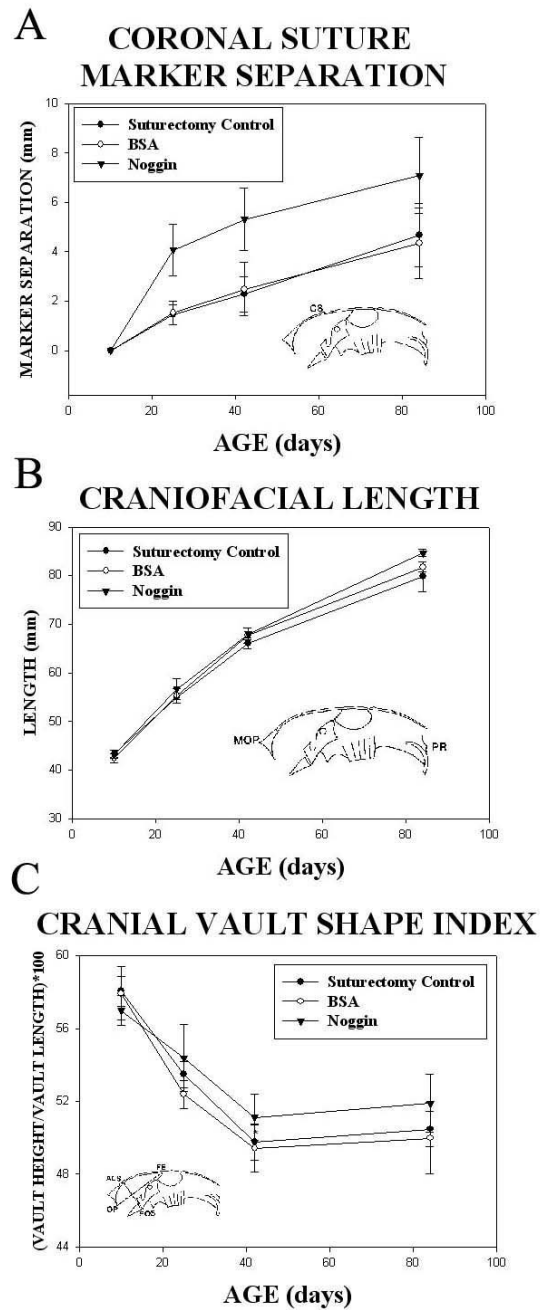 A
CORONAL SUTURE
MARKER SEPARATION
MARKER SEPARATION (mm)
10
8
6
4
2
0
Suturectomy Control
BSA
Noggin
CS
0 20 40 60 80 100
AGE (days)
B
CRANIOFACIAL LENGTH
LENGTH (mm)
90
80
70
60
50
40
30
Suturectomy Control
BSA
Noggin
MOP
PR
0 20 40 60 80 100
AGE (days)
C
CRANIAL VAULT SHAPE INDEX
(VAULT HEIGHT/VAULT LENGTH)*100
60
56
52
48
44
Suturectomy Control
BSA
Noggin
ALS
OP
0 20 40 60 80 100
AGE (days)